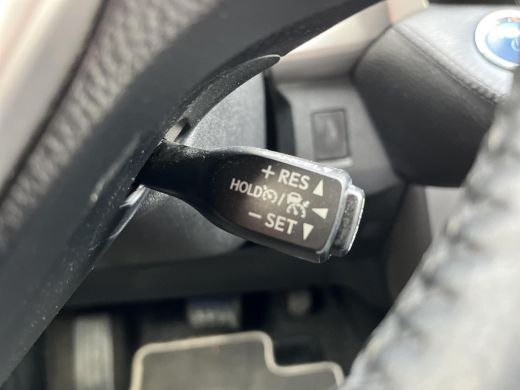 + RES ▲
HOLD / ◀
− SET ▼